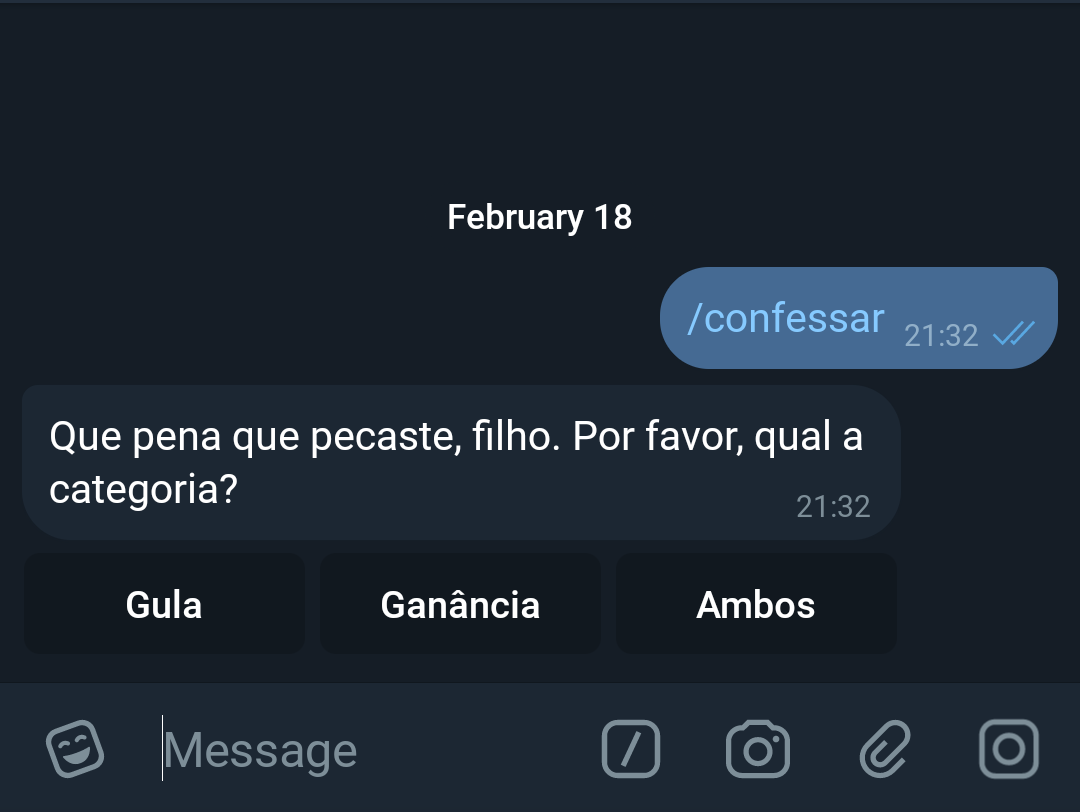 February 18
/confessar 21:32
Que pena que pecaste, filho. Por favor, qual a
categoria?
21:32
Gula Ganância Ambos
Message